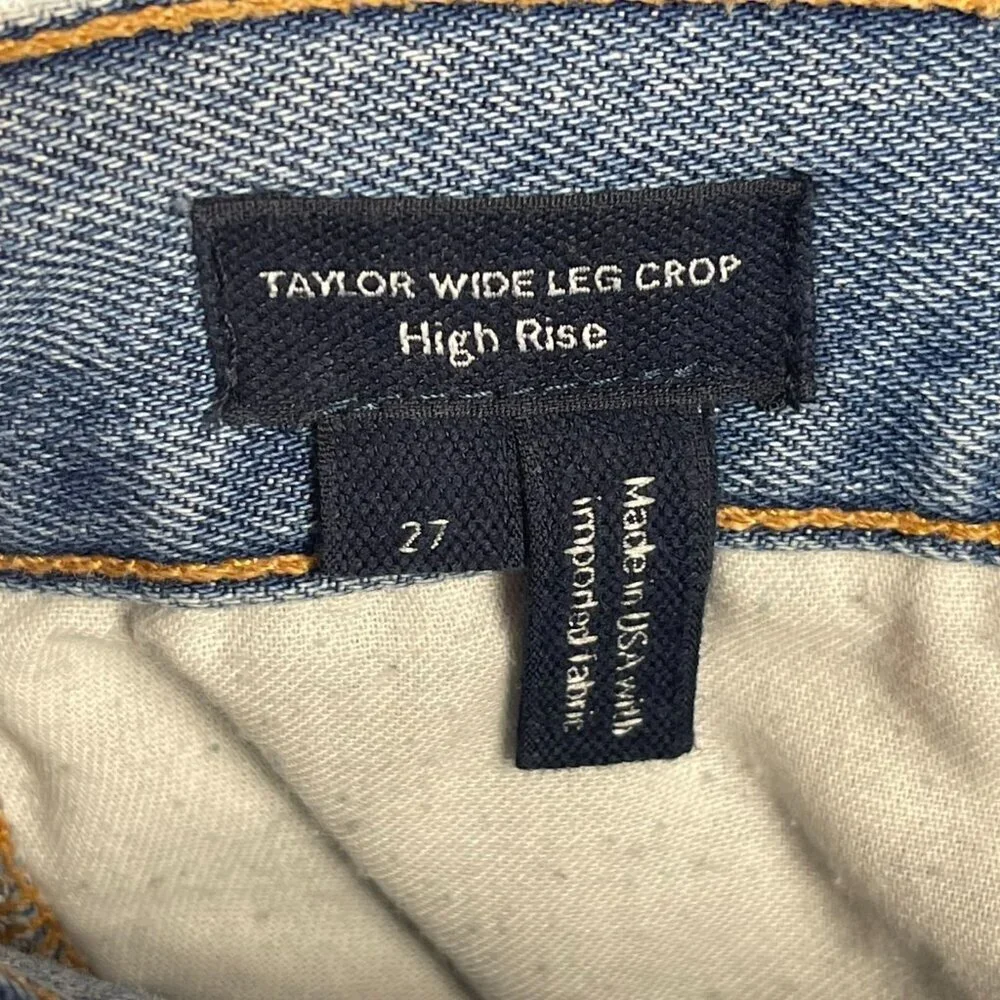 TAYLOR WIDE LEG CROP
High Rise
27
Made in USA with
imported fabric